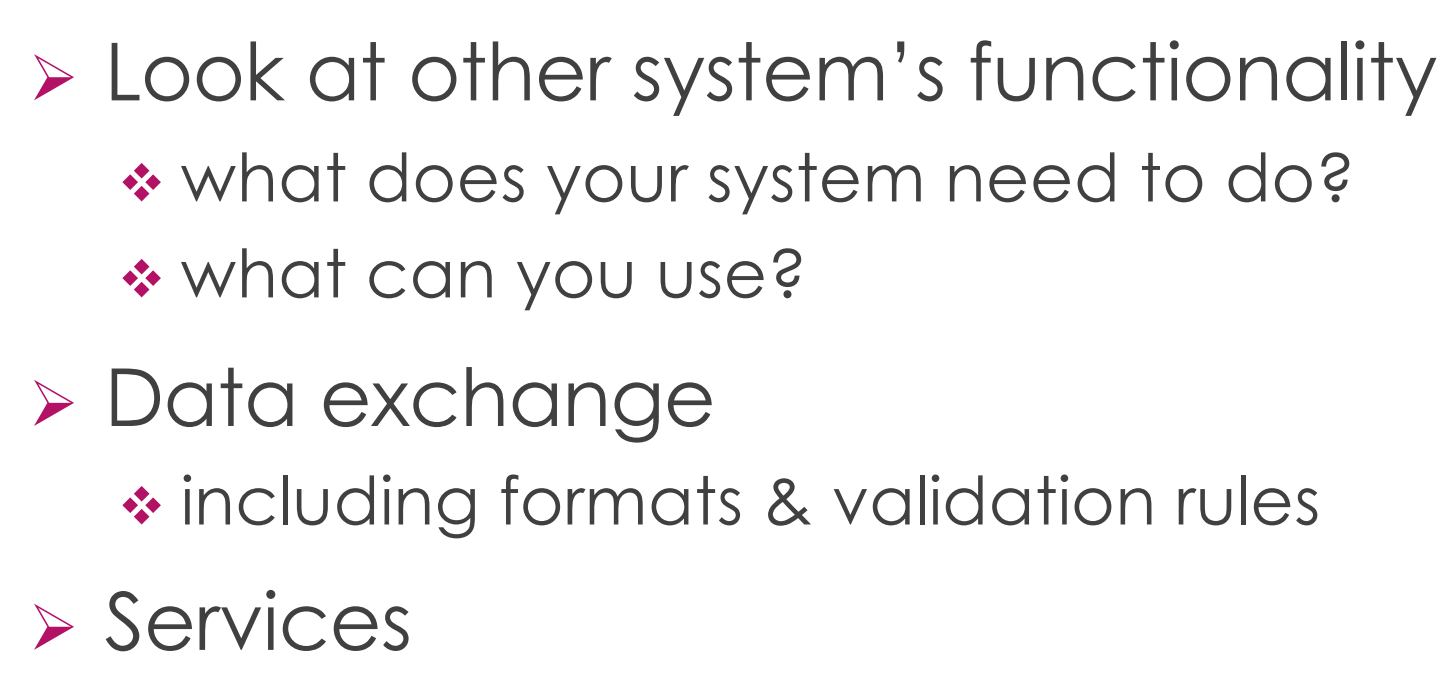 Look at other system’s functionality
what does your system need to do?
what can you use?
Data exchange
including formats & validation rules
Services